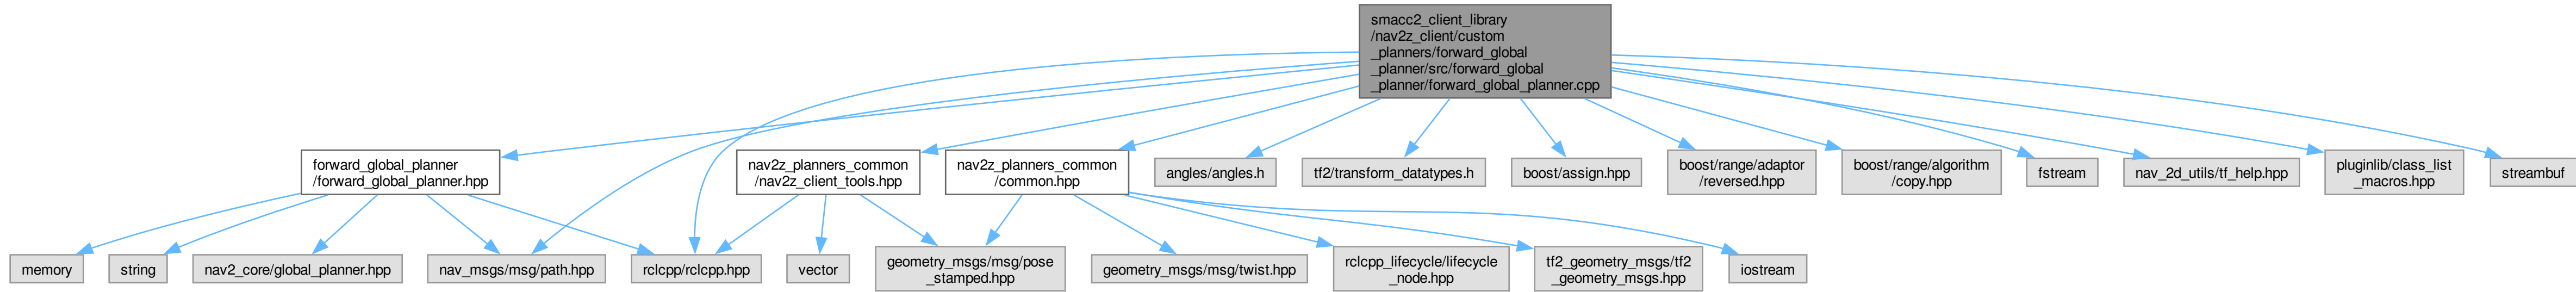 smacc2_client_library
/nav2z_client/custom
_planners/forward_global
_planner/src/forward_global
_planner/forward_global_planner.cpp
forward_global_planner
/forward_global_planner.hpp
nav2z_planners_common
/nav2z_client_tools.hpp
nav2z_planners_common
/common.hpp
angles/angles.h
tf2/transform_datatypes.h
boost/assign.hpp
boost/range/adaptor
/reversed.hpp
boost/range/algorithm
/copy.hpp
fstream
nav_2d_utils/tf_help.hpp
pluginlib/class_list
_macros.hpp
streambuf
memory
string
nav2_core/global_planner.hpp
nav_msgs/msg/path.hpp
rclcpp/rclcpp.hpp
vector
geometry_msgs/msg/pose
_stamped.hpp
geometry_msgs/msg/twist.hpp
rclcpp_lifecycle/lifecycle
_node.hpp
tf2_geometry_msgs/tf2
_geometry_msgs.hpp
iostream